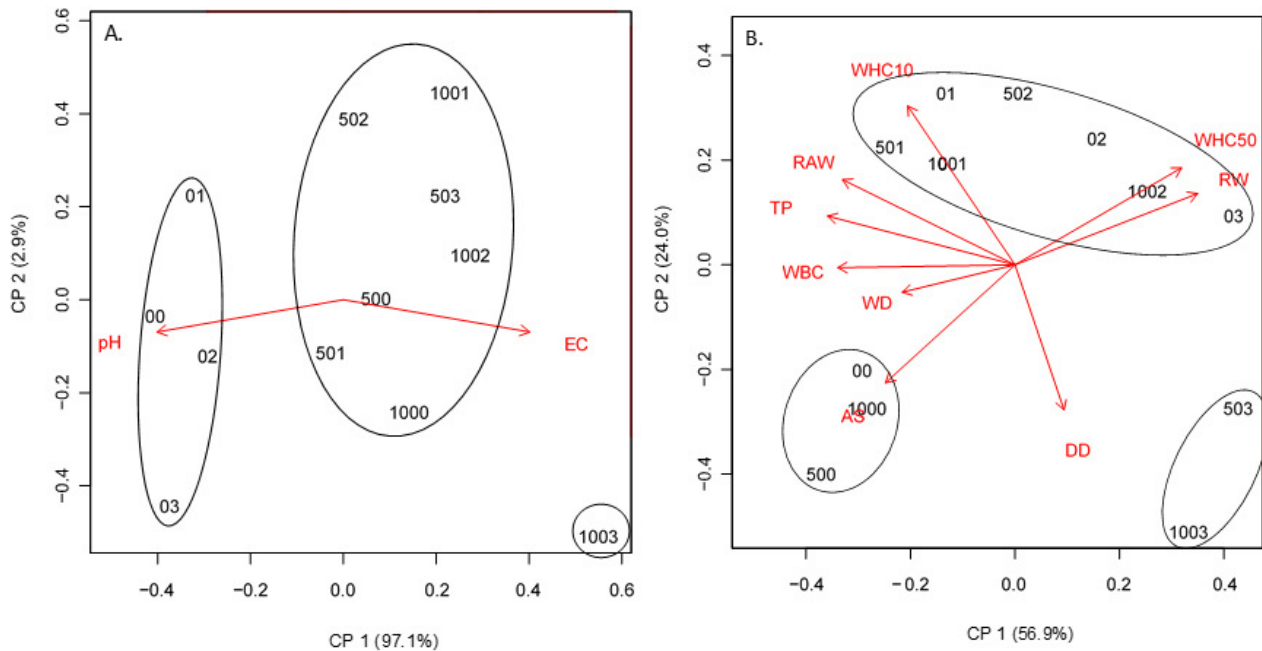 A.
CP 2 (2.9%)
0.6
0.4
0.2
0.0
−0.2
−0.4
1001
502
01
503
1002
00
500
pH
02
501
EC
1000
03
1003
−0.4
−0.2
0.0
0.2
0.4
0.6
CP 1 (97.1%)
B.
CP 2 (24.0%)
0.4
0.2
0.0
−0.2
−0.4
WHC10
01
502
02
WHC50
501
1001
RAW
1002
RW
03
TP
WBC
WD
00
1000
AS
503
DD
500
1003
−0.4
−0.2
0.0
0.2
0.4
CP 1 (56.9%)